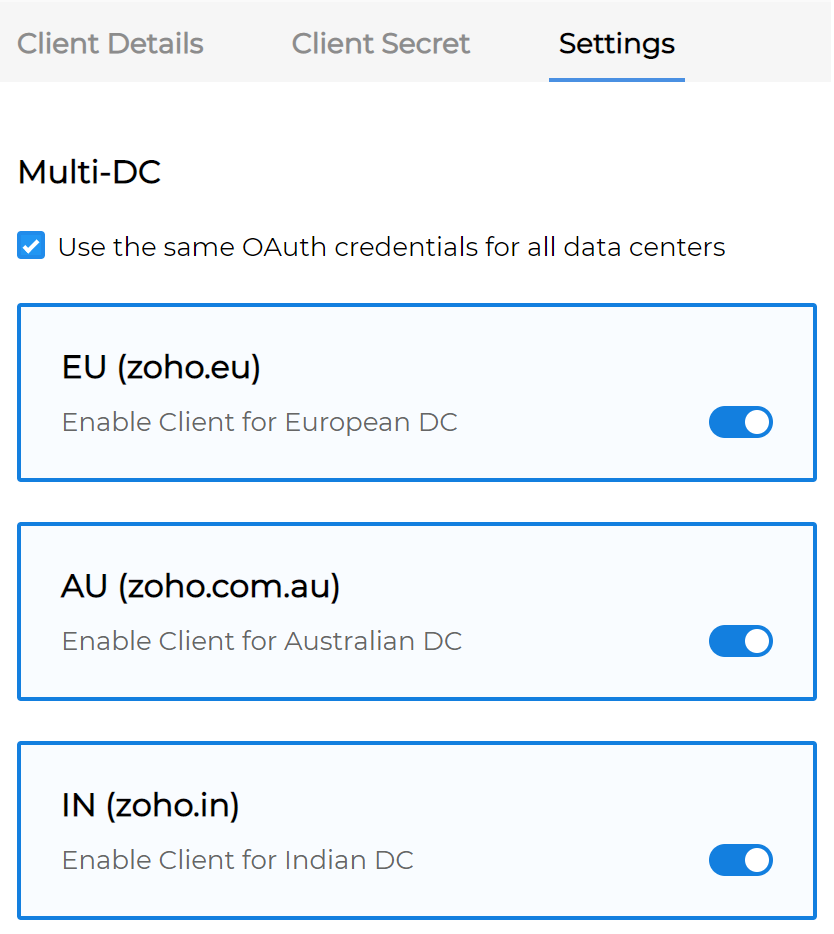 Client Details Client Secret Settings
Multi-DC
Use the same OAuth credentials for all data centers
EU (zoho.eu)
Enable Client for European DC
AU (zoho.com.au)
Enable Client for Australian DC
IN (zoho.in)
Enable Client for Indian DC